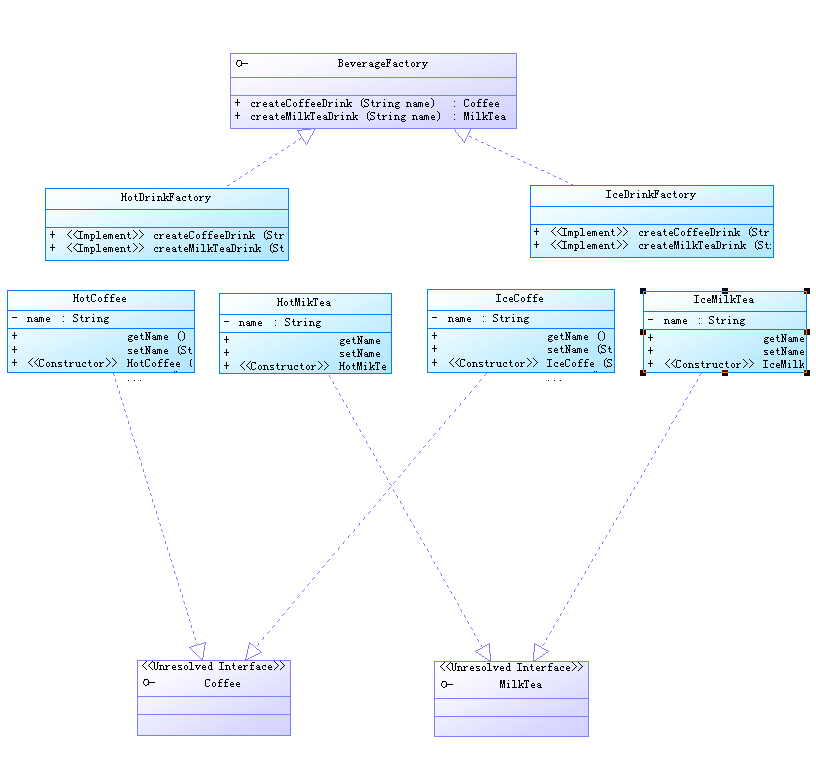 BeverageFactory
+ createCoffeeDrink (String name) : Coffee
+ createMilkTeaDrink (String name) : MilkTea
HotDrinkFactory
+ <<Implement>> createCoffeeDrink (Str
+ <<Implement>> createMilkTeaDrink (St
IceDrinkFactory
+ <<Implement>> createCoffeeDrink (Str
+ <<Implement>> createMilkTeaDrink (St
HotCoffee
- name : String
+ getName ()
+ setName (St
+ <<Constructor>> HotCoffee (
...
HotMikTea
- name : String
+ getName
+ setName
+ <<Constructor>> HotMikTe
IceCoffe
- name : String
+ getName ()
+ setName (St
+ <<Constructor>> IceCoffe (S
...
IceMilkTea
- name : String
+ getName
+ setName
+ <<Constructor>> IceMilk
<<Unresolved Interface>>
Coffee
<<Unresolved Interface>>
MilkTea